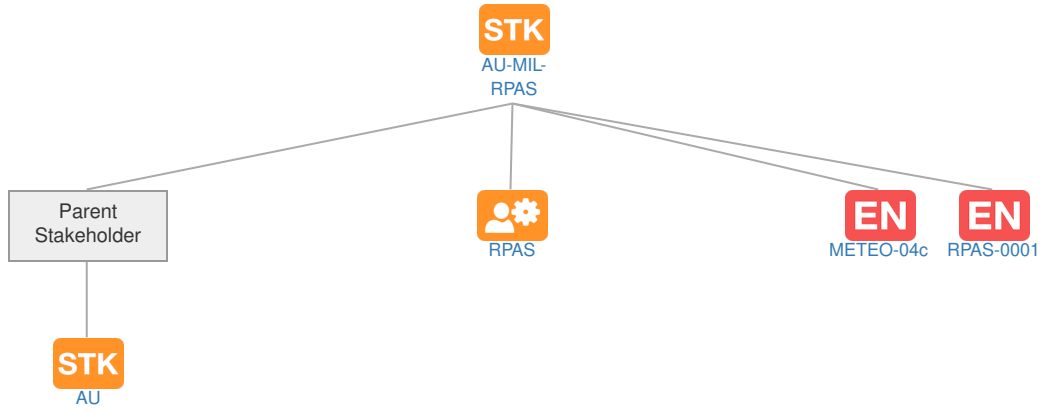 STK
AU-MIL-
RPAS
Parent
Stakeholder
RPAS
EN
METEO-04c
EN
RPAS-0001
STK
AU